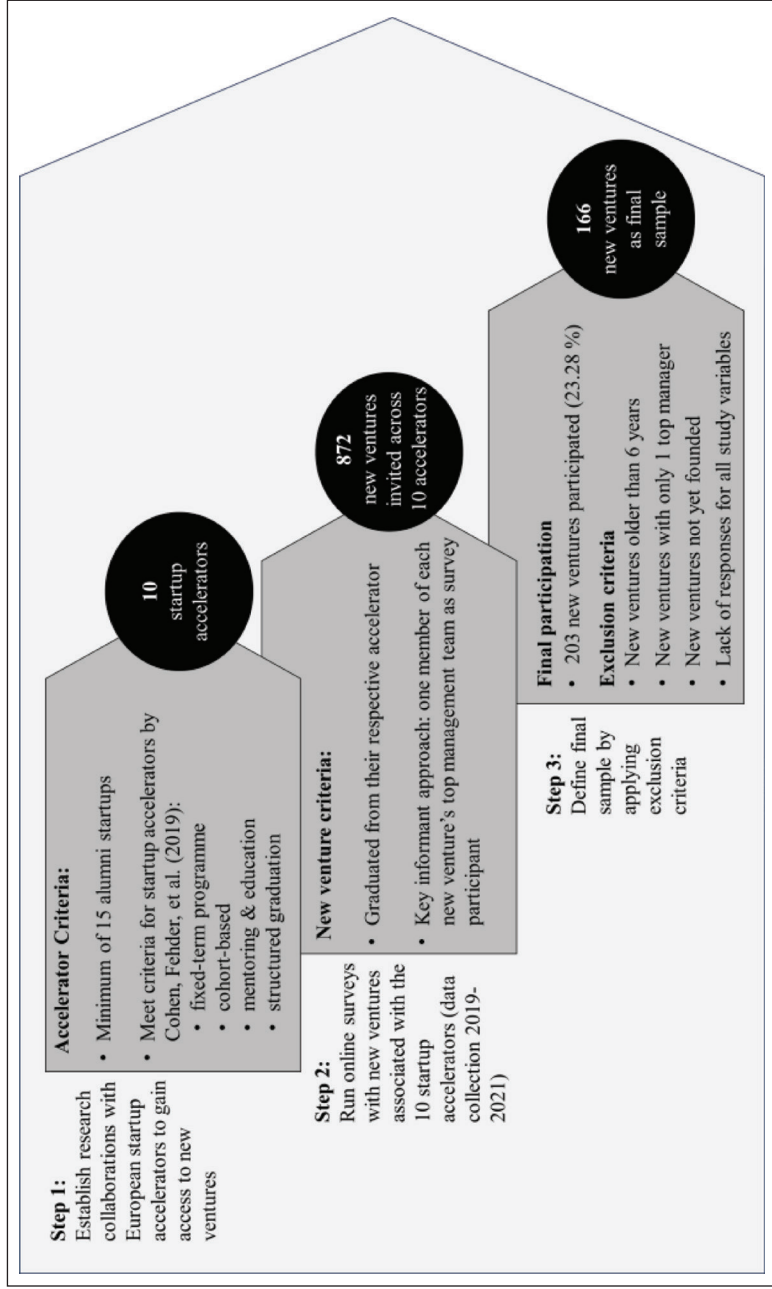 Step 1:
Establish research
collaborations with
European startup
accelerators to gain
access to new
ventures
Accelerator Criteria:
• Minimum of 15 alumni startups
• Meet criteria for startup accelerators by
Cohen, Fehder, et al. (2019):
• fixed-term programme
• cohort-based
• mentoring & education
• structured graduation
10
startup
accelerators
Step 2:
Run online surveys
with new ventures
associated with the
10 startup
accelerators (data
collection 2019-
2021)
New venture criteria:
• Graduated from their respective accelerator
• Key informant approach: one member of each
new venture's top management team as survey
participant
872
new ventures
invited across
10 accelerators
Step 3:
Define final
sample by
applying
exclusion
criteria
Final participation
• 203 new ventures participated (23.28 %)
Exclusion criteria
• New ventures older than 6 years
• New ventures with only 1 top manager
• New ventures not yet founded
• Lack of responses for all study variables
166
new ventures
as final
sample